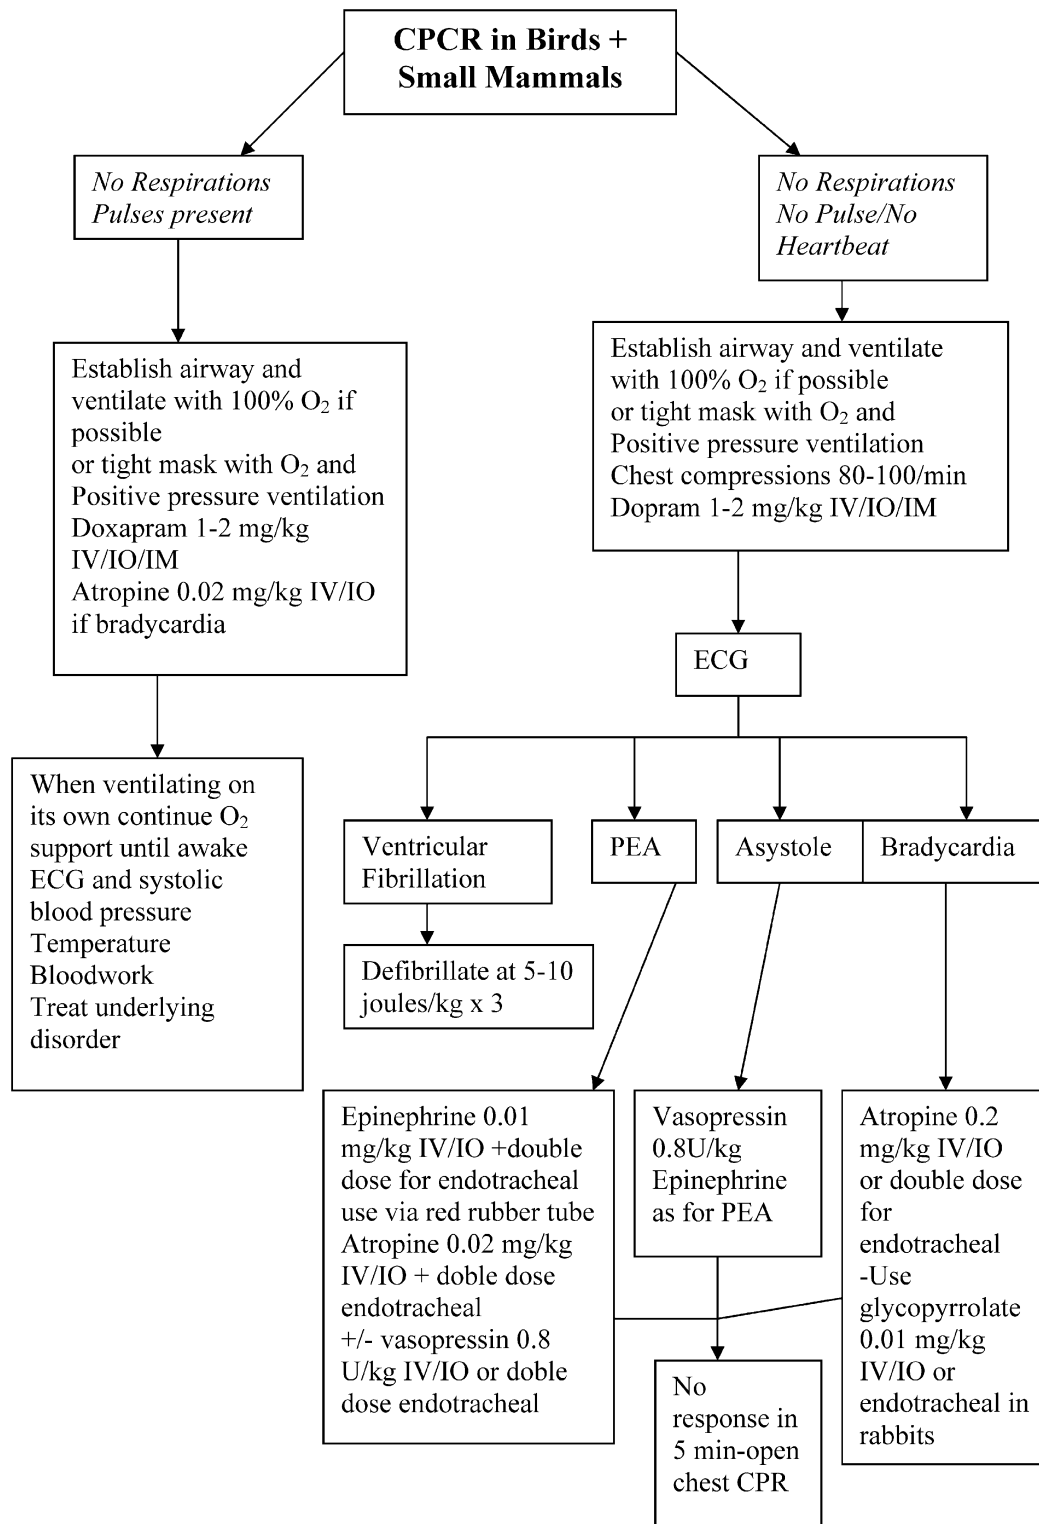 CPCR in Birds +
Small Mammals
No Respirations
Pulses present
No Respirations
No Pulse/No
Heartbeat
Establish airway and
ventilate with 100% O₂ if
possible
or tight mask with O₂ and
Positive pressure ventilation
Doxapram 1-2 mg/kg
IV/IO/IM
Atropine 0.02 mg/kg IV/IO
if bradycardia
Establish airway and ventilate
with 100% O₂ if possible
or tight mask with O₂ and
Positive pressure ventilation
Chest compressions 80-100/min
Dopram 1-2 mg/kg IV/IO/IM
ECG
When ventilating on
its own continue O₂
support until awake
ECG and systolic
blood pressure
Temperature
Bloodwork
Treat underlying
disorder
Ventricular
Fibrillation
PEA
Asystole
Bradycardia
Defibrillate at 5-10
joules/kg x 3
Epinephrine 0.01
mg/kg IV/IO +double
dose for endotracheal
use via red rubber tube
Atropine 0.02 mg/kg
IV/IO + doble dose
endotracheal
+/- vasopressin 0.8
U/kg IV/IO or doble
dose endotracheal
Vasopressin
0.8U/kg
Epinephrine
as for PEA
Atropine 0.2
mg/kg IV/IO
or double dose
for
endotracheal
-Use
glycopyrrolate
0.01 mg/kg
IV/IO or
endotracheal in
rabbits
No
response in
5 min-open
chest CPR